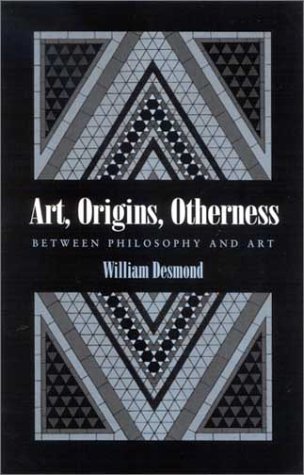 Art, Origins, Otherness
BETWEEN PHILOSOPHY AND ART
William Desmond